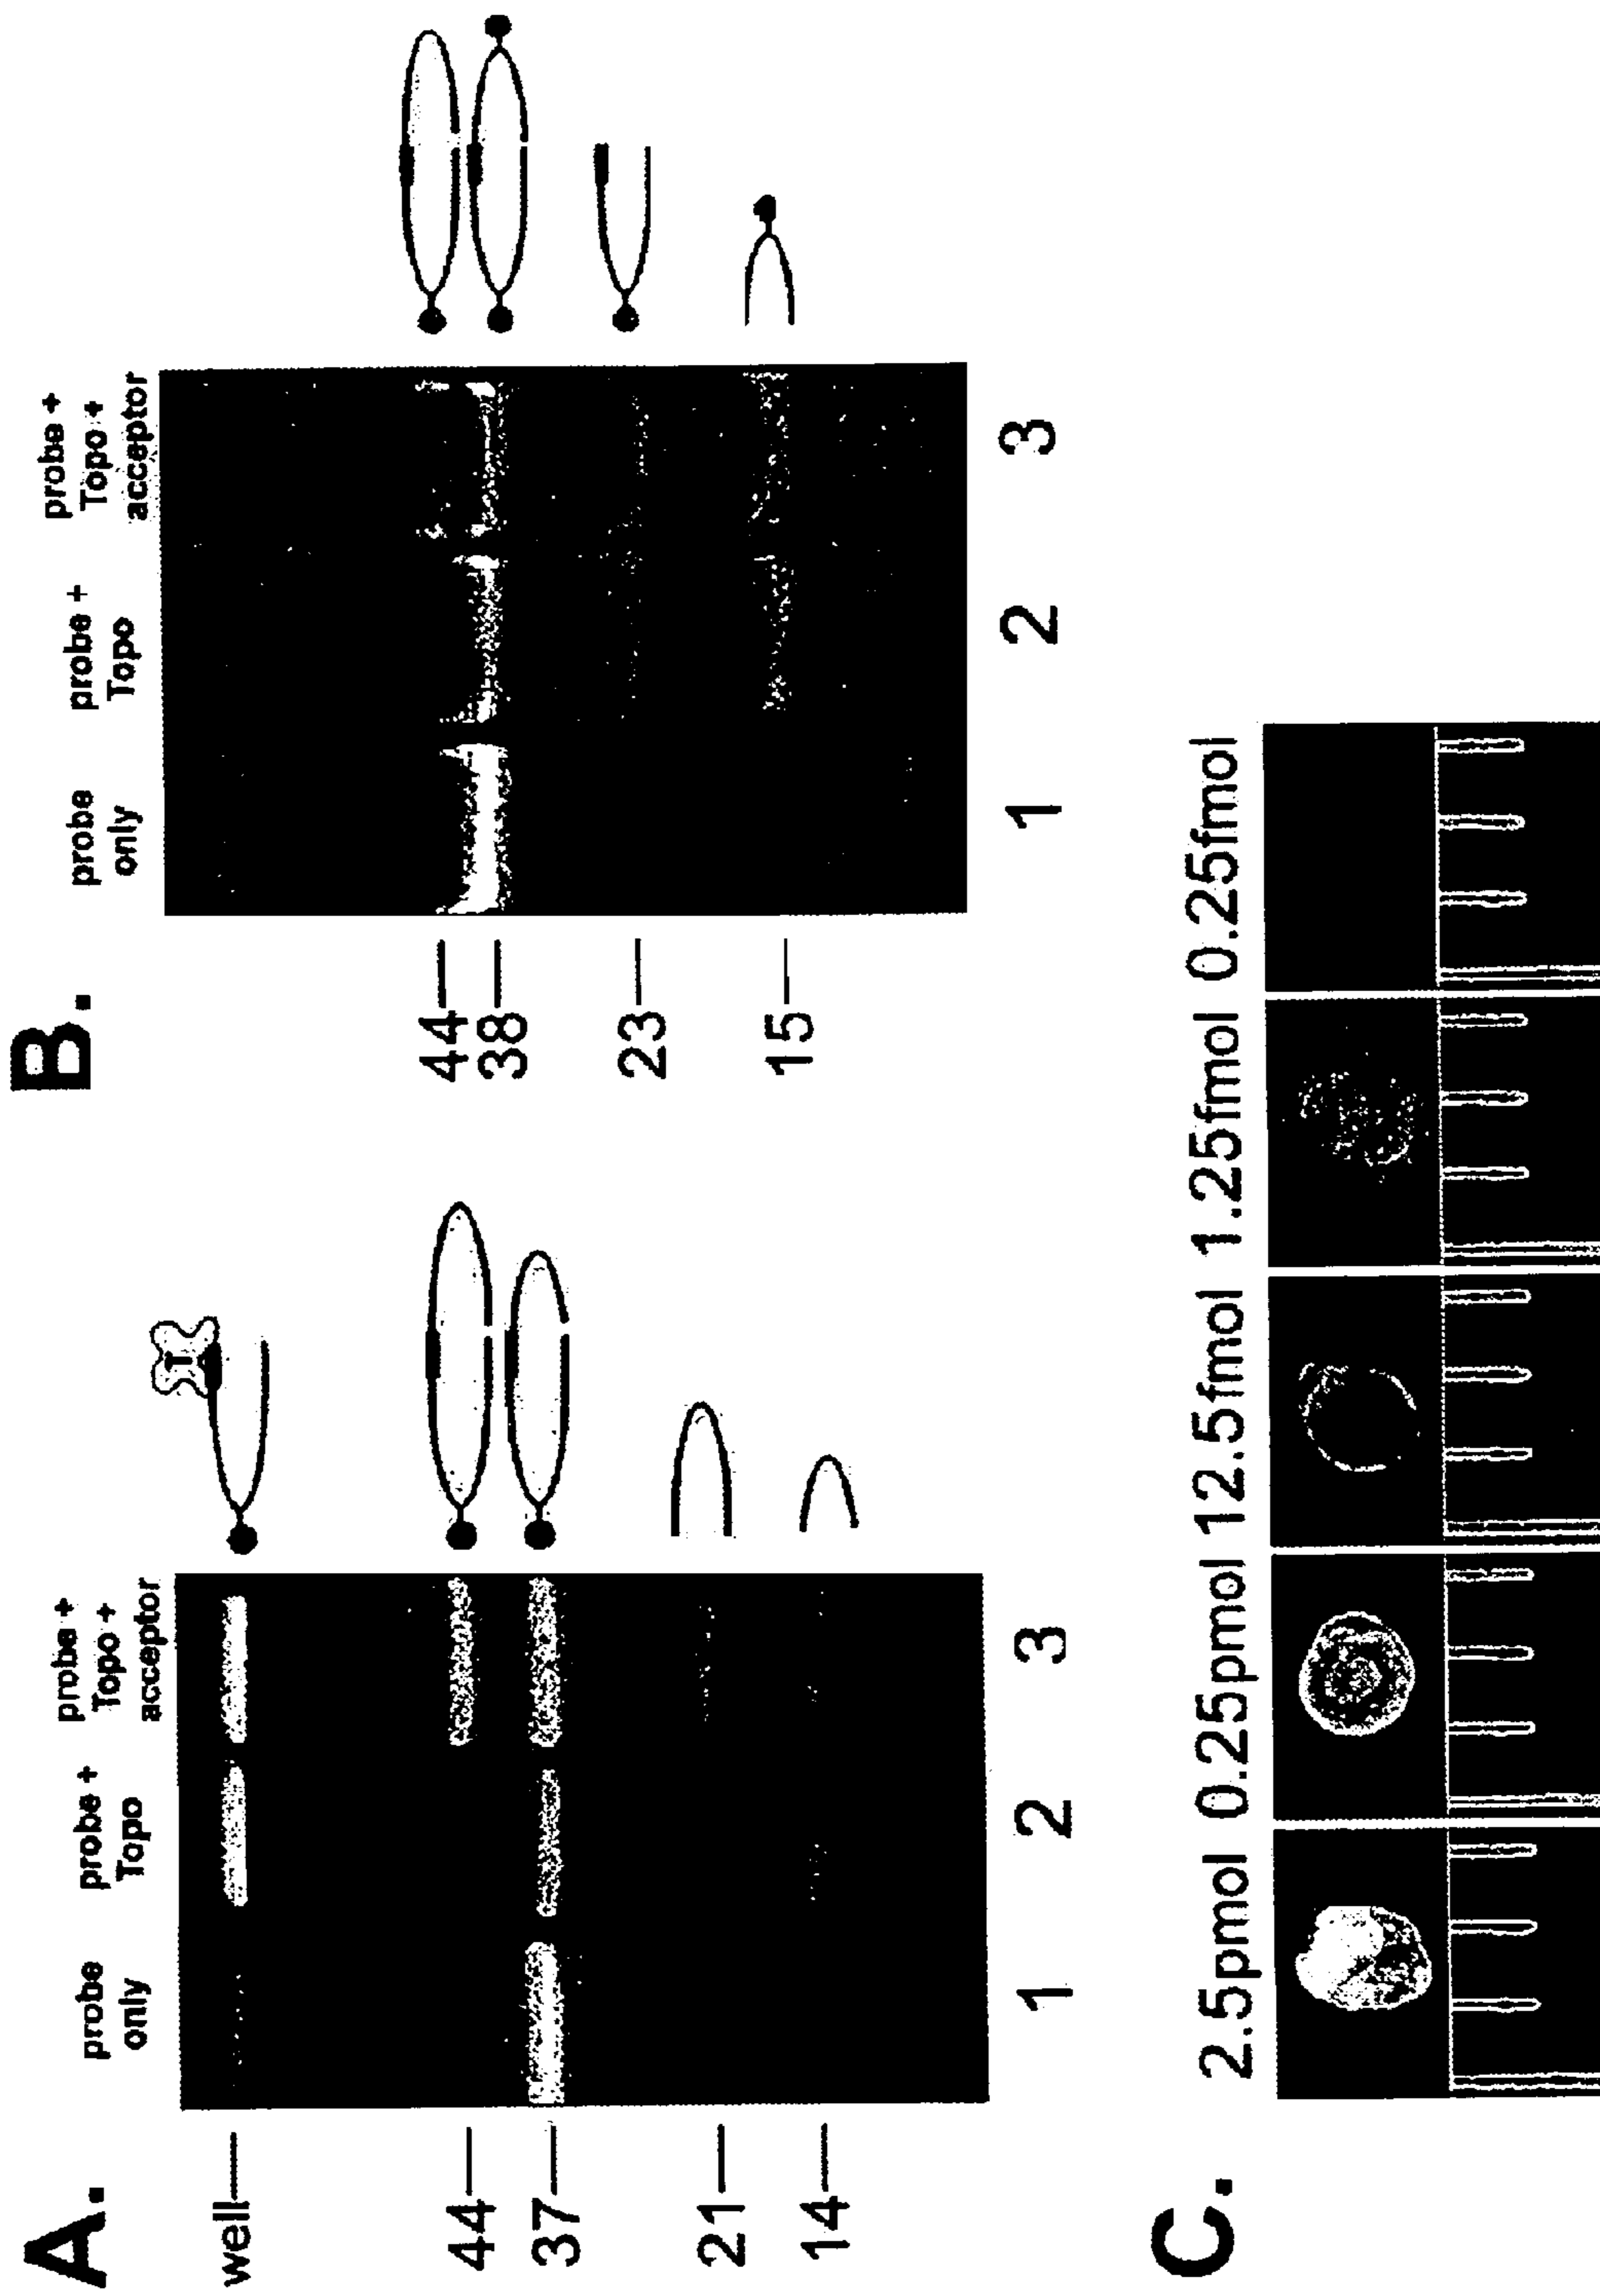 A.
probe only
probe + Topo
probe + Topo + acceptor
well
44
37
21
14
T
1 2 3
B.
probe only
probe + Topo
probe + Topo + acceptor
44
38
23
15
1 2 3
C.
2.5pmol 0.25pmol 12.5fmol 1.25fmol 0.25fmol